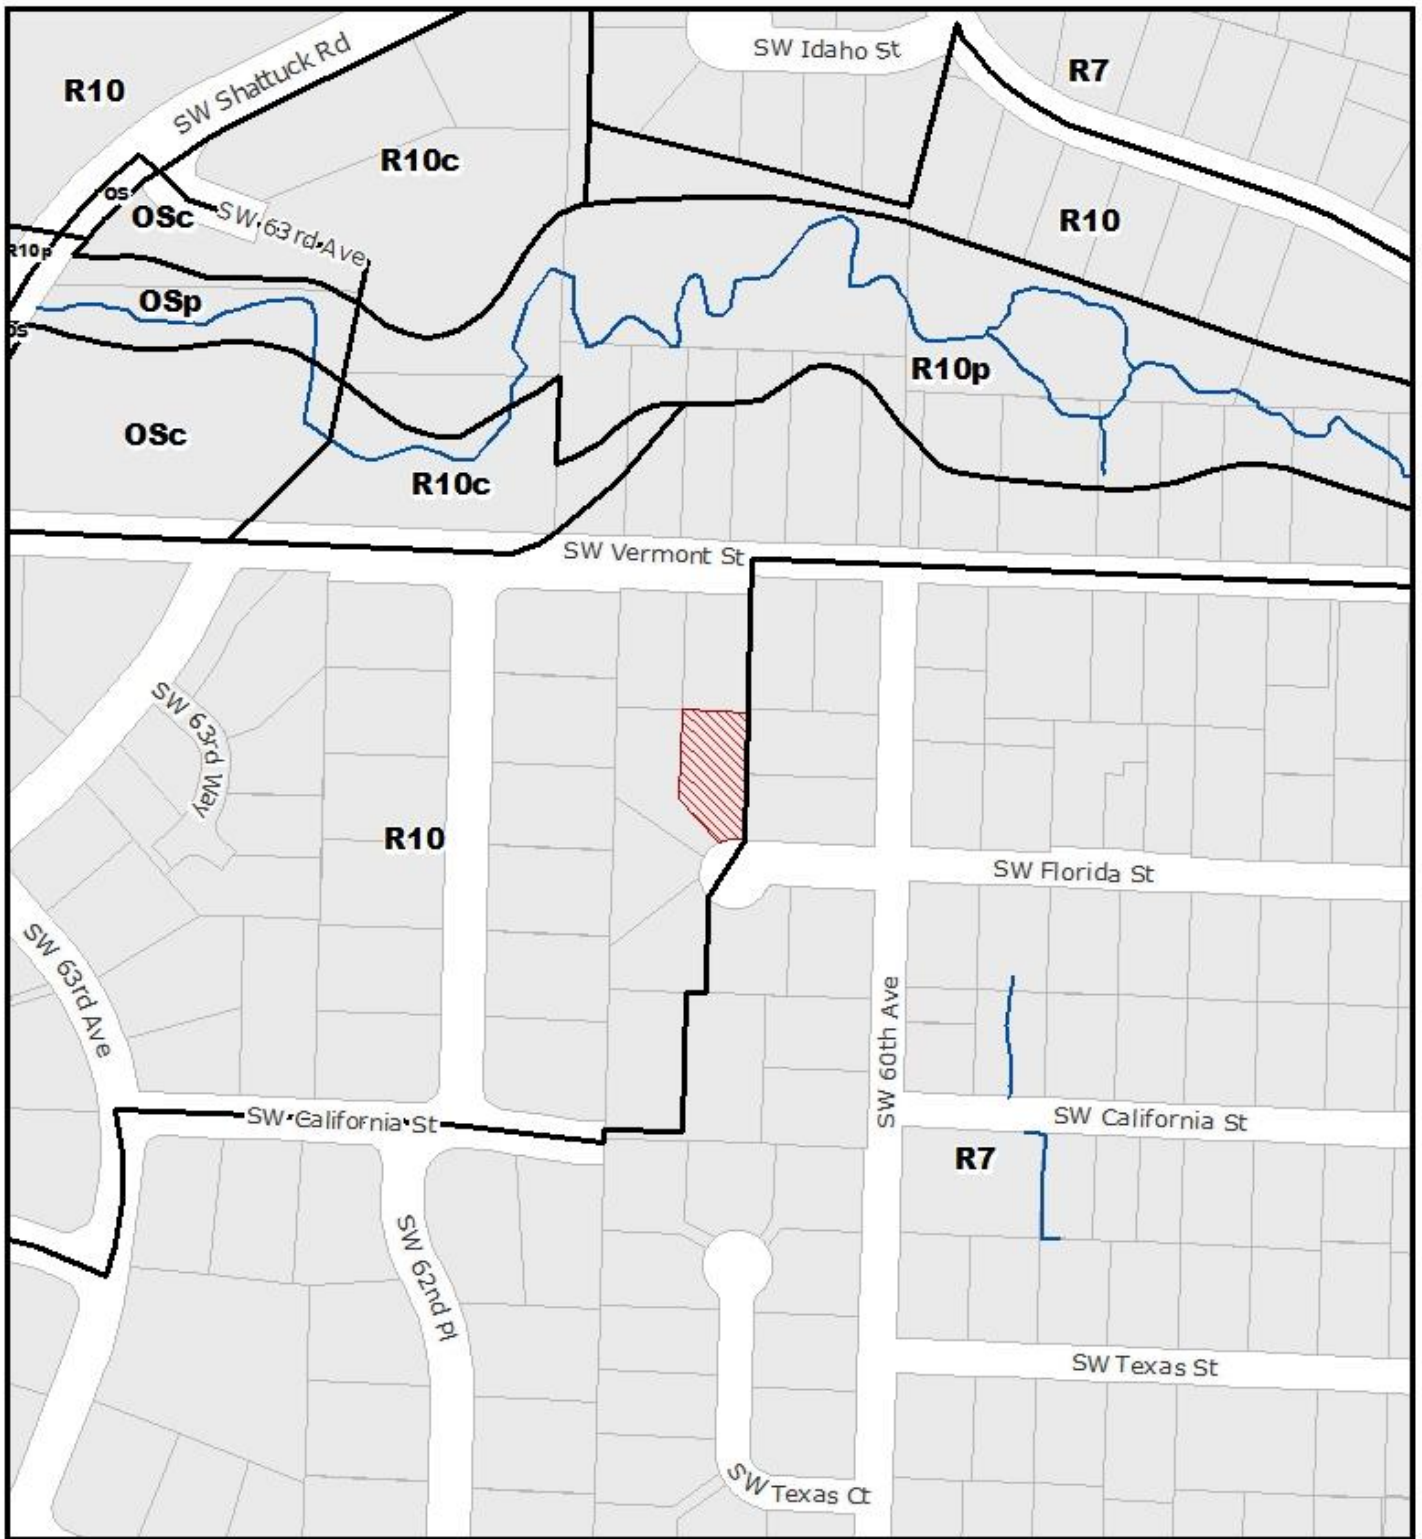 SW Idaho St
R7
R10
SW Shattuck Rd
R10c
os
OSc
SW 63rd Ave
R10
R10p
OSp
os
R10p
OSc
R10c
SW Vermont St
SW 63rd Way
R10
SW Florida St
SW 63rd Ave
SW 60th Ave
SW California St
SW California St
R7
SW 62nd Pl
SW Texas St
SW Texas Ct